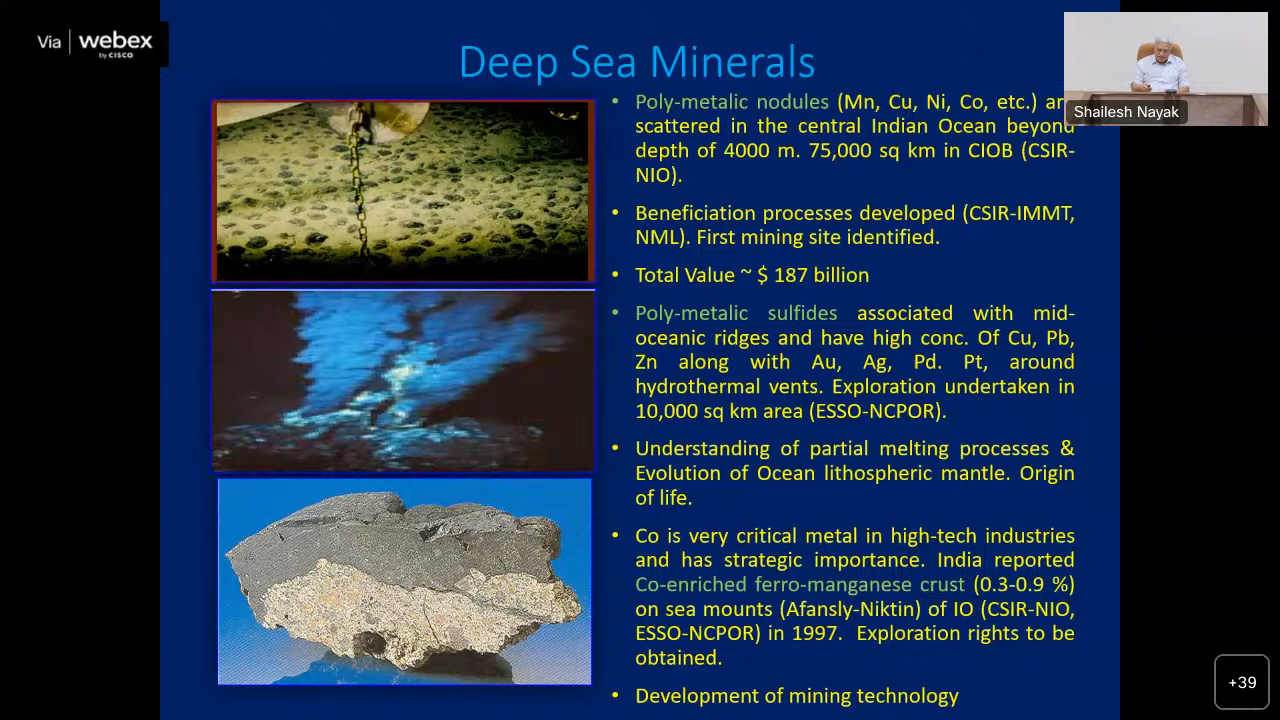 Via | webex
by CISCO
Deep Sea Minerals
Shailesh Nayak
• Poly-metalic nodules (Mn, Cu, Ni, Co, etc.) ar
scattered in the central Indian Ocean beyond
depth of 4000 m. 75,000 sq km in CIOB (CSIR-
NIO).
• Beneficiation processes developed (CSIR-IMMT,
NML). First mining site identified.
• Total Value ~ $ 187 billion
• Poly-metalic sulfides associated with mid-
oceanic ridges and have high conc. Of Cu, Pb,
Zn along with Au, Ag, Pd. Pt, around
hydrothermal vents. Exploration undertaken in
10,000 sq km area (ESSO-NCPOR).
• Understanding of partial melting processes &
Evolution of Ocean lithospheric mantle. Origin
of life.
• Co is very critical metal in high-tech industries
and has strategic importance. India reported
Co-enriched ferro-manganese crust (0.3-0.9 %)
on sea mounts (Afansly-Niktin) of IO (CSIR-NIO,
ESSO-NCPOR) in 1997. Exploration rights to be
obtained.
• Development of mining technology
+39